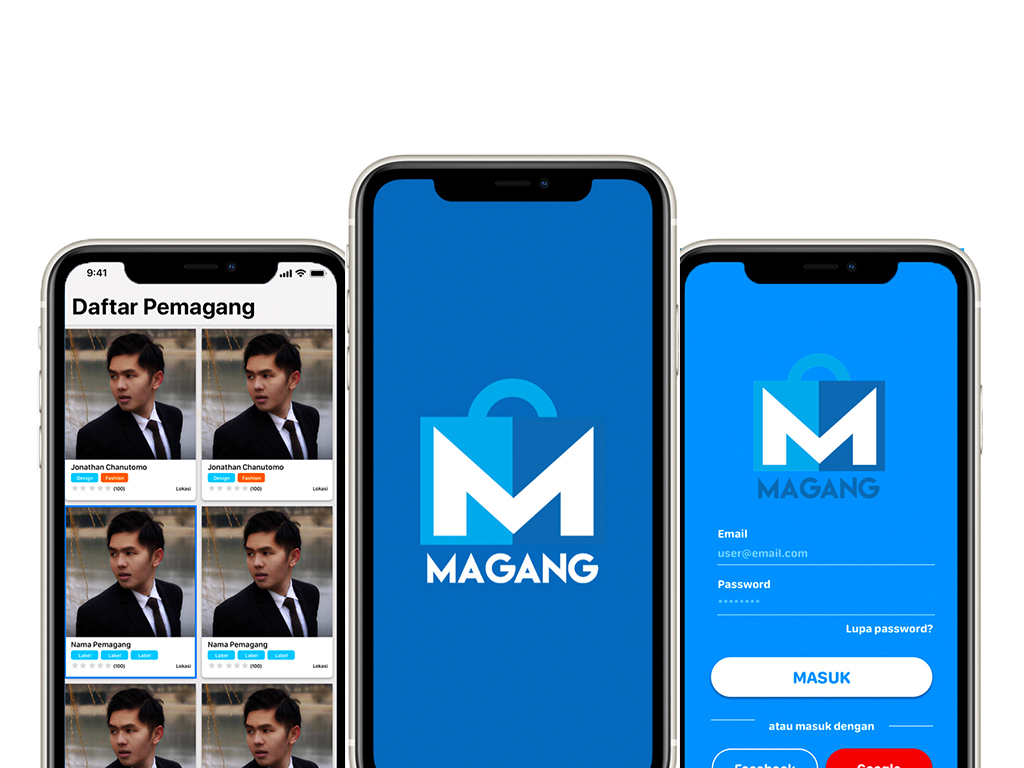 9:41
Daftar Pemagang
Jonathan Chanutomo
Design Fashion
(100) Lokasi
Jonathan Chanutomo
Design Fashion
(100) Lokasi
Nama Pemagang
Label Label Label
(100) Lokasi
Nama Pemagang
Label Label Label
(100) Lokasi
M
MAGANG
M
MAGANG
Email
user@email.com
Password
********
Lupa password?
MASUK
atau masuk dengan
Facebook Google